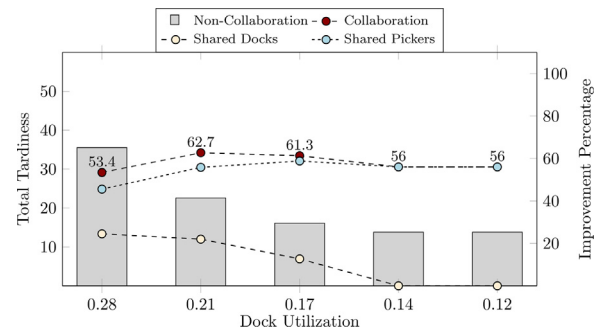 Non-Collaboration Collaboration
Shared Docks Shared Pickers
Total Tardiness
50
40
30
20
10
53.4
62.7
61.3
56
56
100
80
60
40
20
Improvement Percentage
0.28 0.21 0.17 0.14 0.12
Dock Utilization